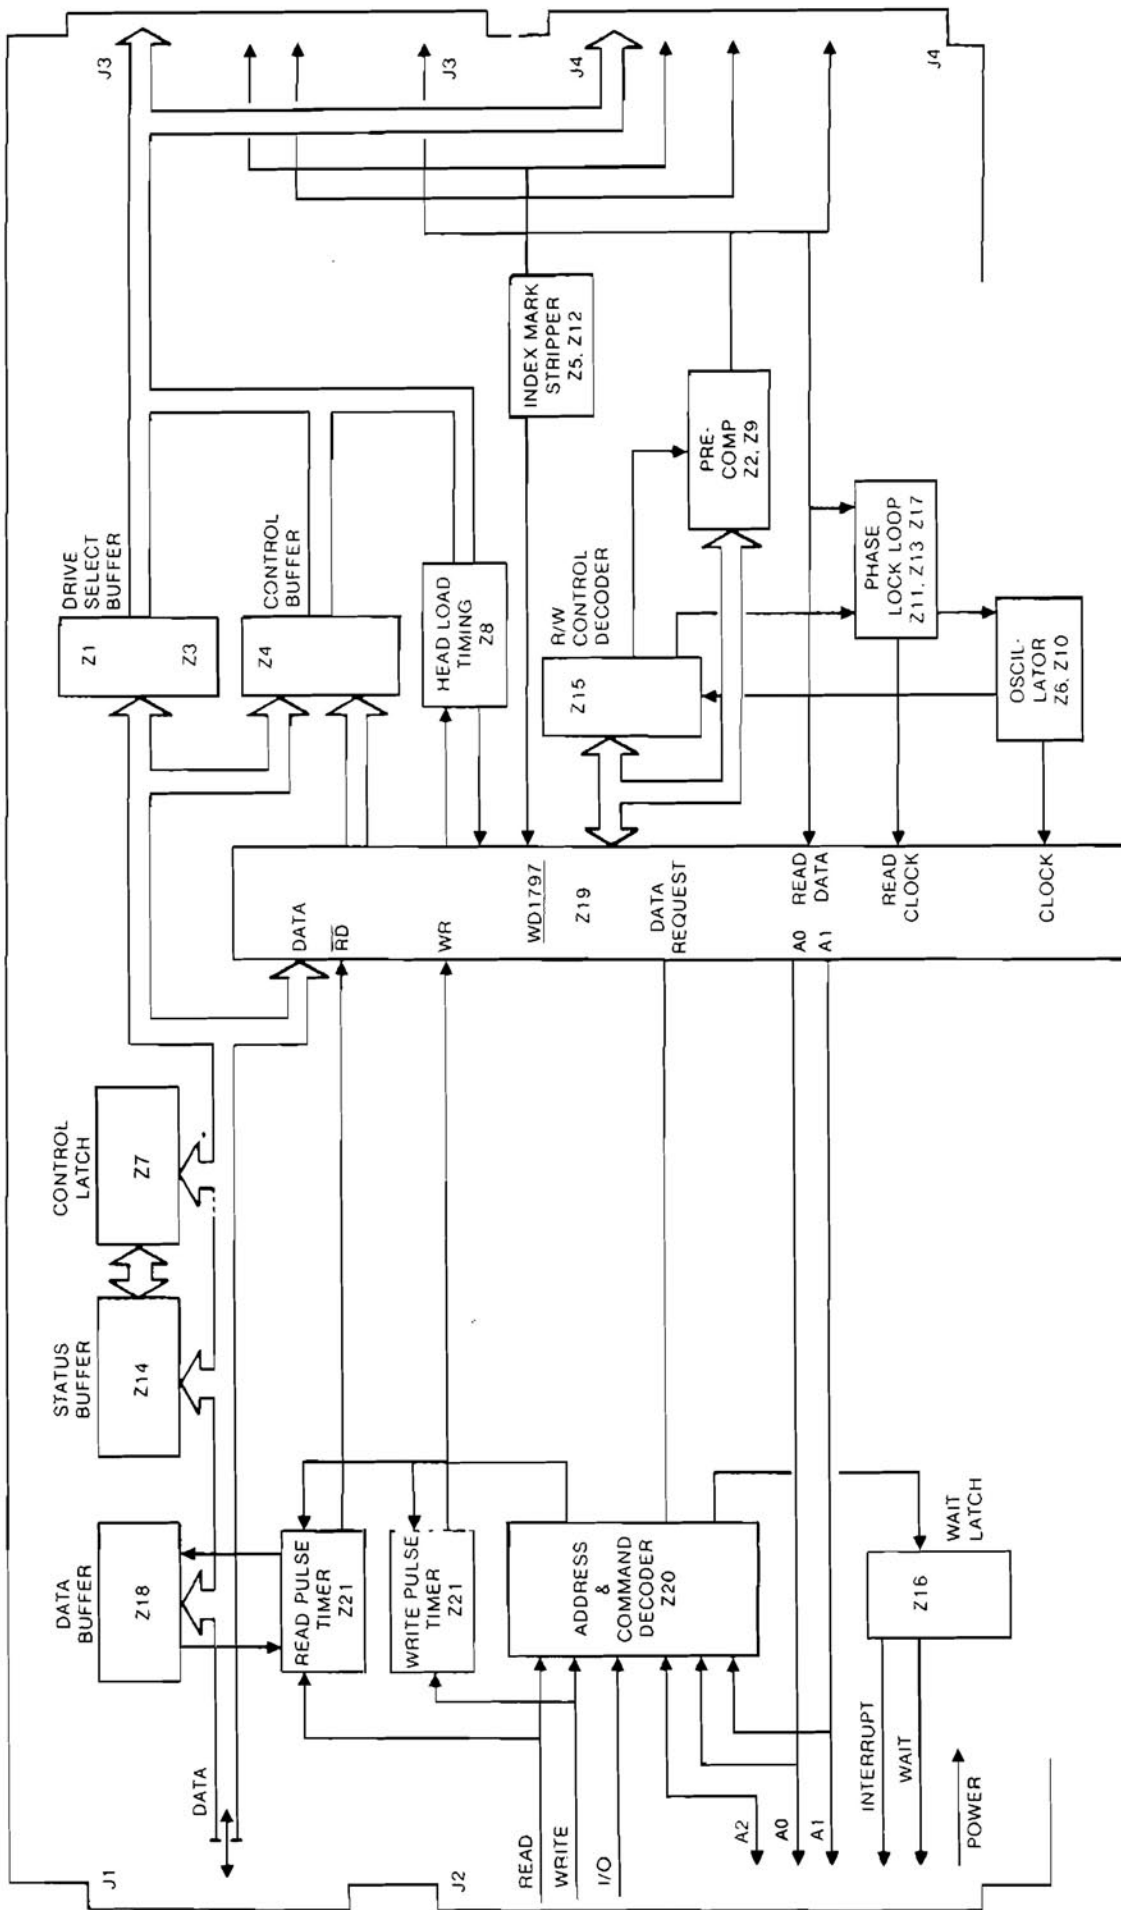 J1
DATA
DATA
BUFFER
Z18
STATUS
BUFFER
Z14
CONTROL
LATCH
Z7
DRIVE
SELECT
BUFFER
Z1
Z3
J3
CONTROL
BUFFER
Z4
HEAD LOAD
TIMING
Z8
INDEX MARK
STRIPPER
Z5, Z12
J3
J4
J2
READ
WRITE
I/O
READ PULSE
TIMER
Z21
WRITE PULSE
TIMER
Z21
ADDRESS
&
COMMAND
DECODER
Z20
DATA
RD
WR
WD1797
Z19
DATA
REQUEST
A0
A1
READ
DATA
READ
CLOCK
CLOCK
R/W
CONTROL
DECODER
Z15
PRE-
COMP
Z2, Z9
PHASE
LOCK LOOP
Z11, Z13 Z17
OSCIL-
LATOR
Z6, Z10
J4
A2
A0
A1
INTERRUPT
WAIT
POWER
WAIT
LATCH
Z16